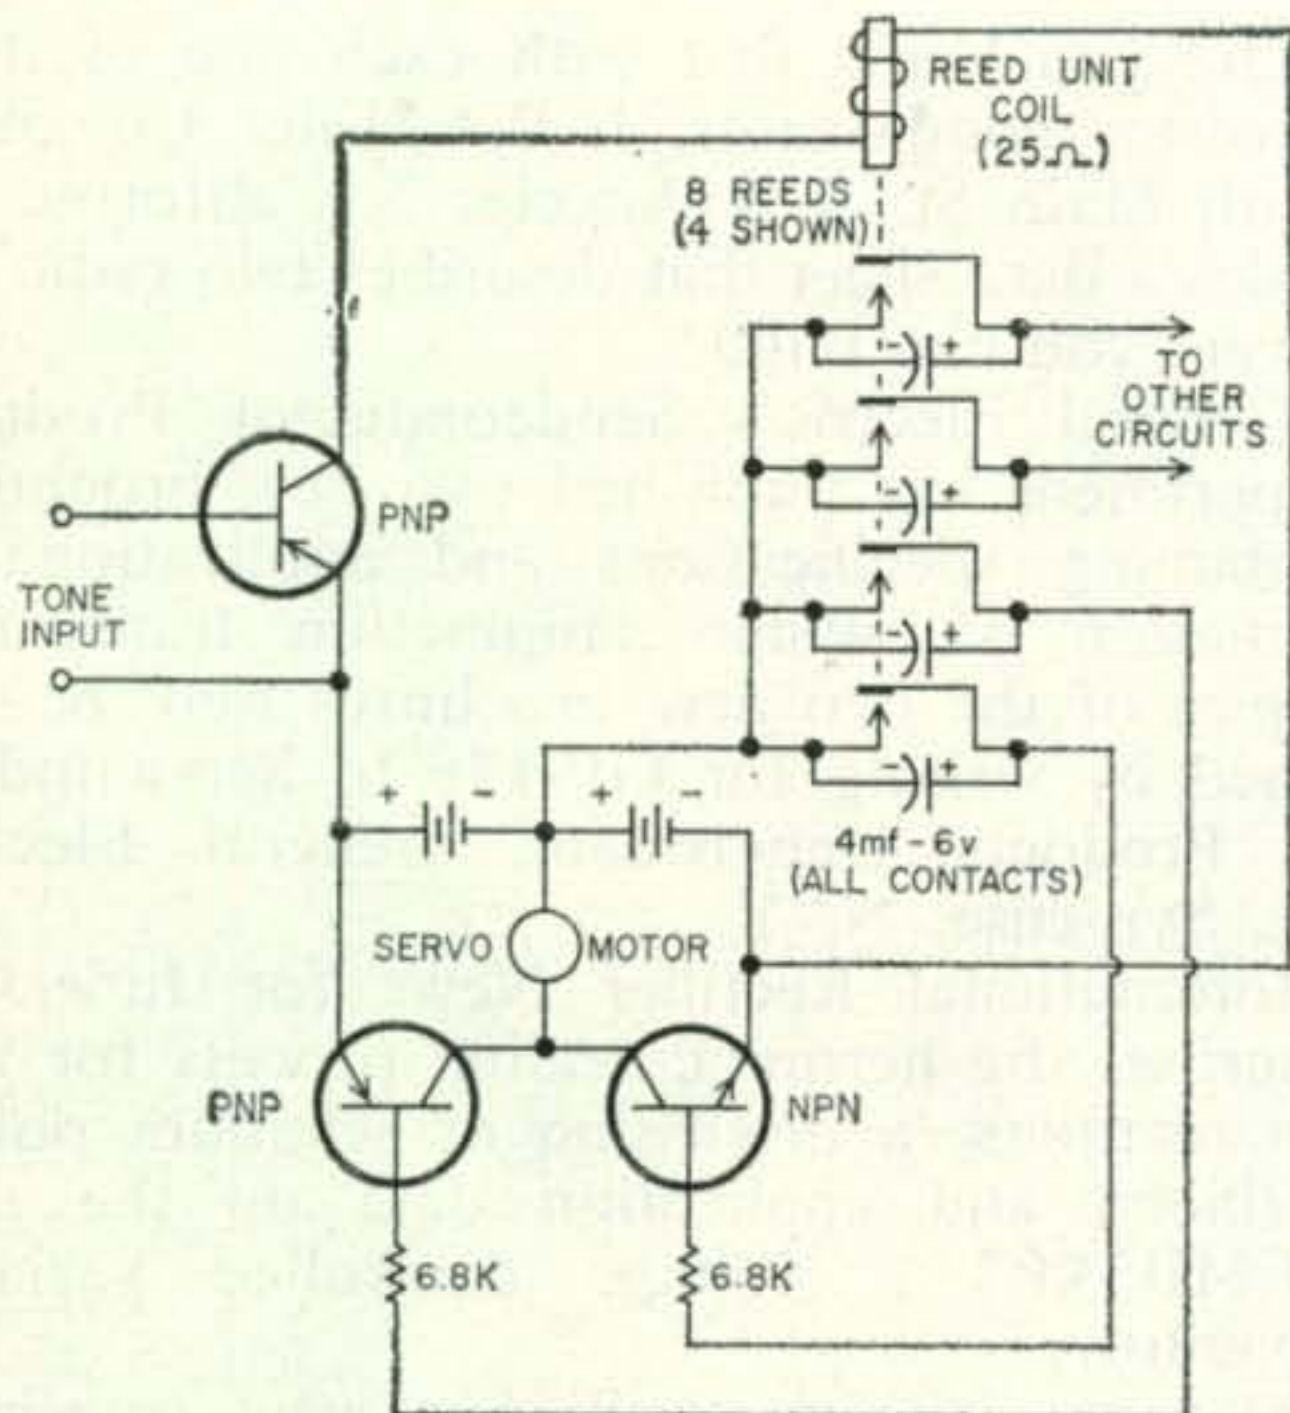 REED UNIT
COIL
(25Ω)
8 REEDS
(4 SHOWN)
- +
TO
OTHER
CIRCUITS
- +
PNP
TONE
INPUT
- +
- +
+ - + -
4mf-6v
(ALL CONTACTS)
SERVO MOTOR
PNP NPN
6.8K 6.8K